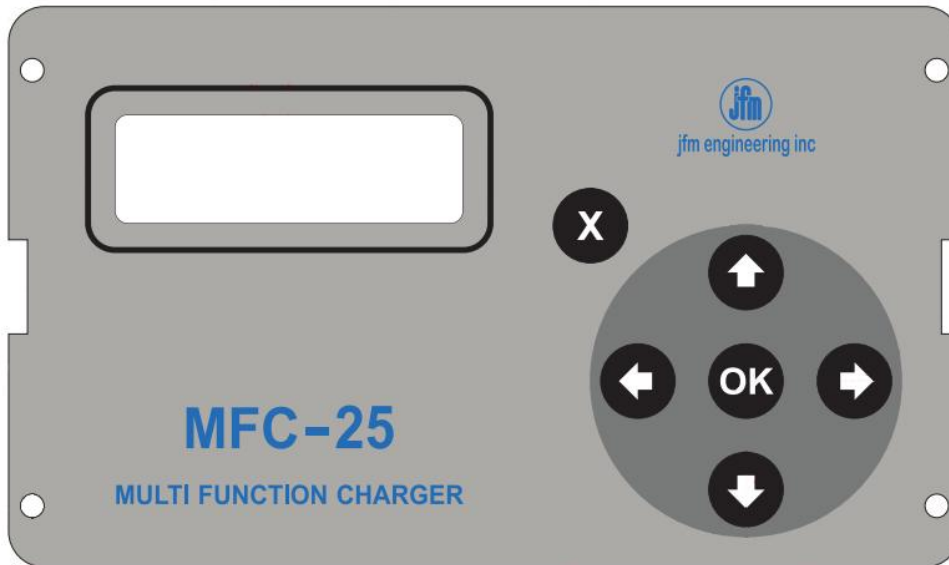 jfm
jfm engineering inc
X
OK
MFC-25
MULTI FUNCTION CHARGER